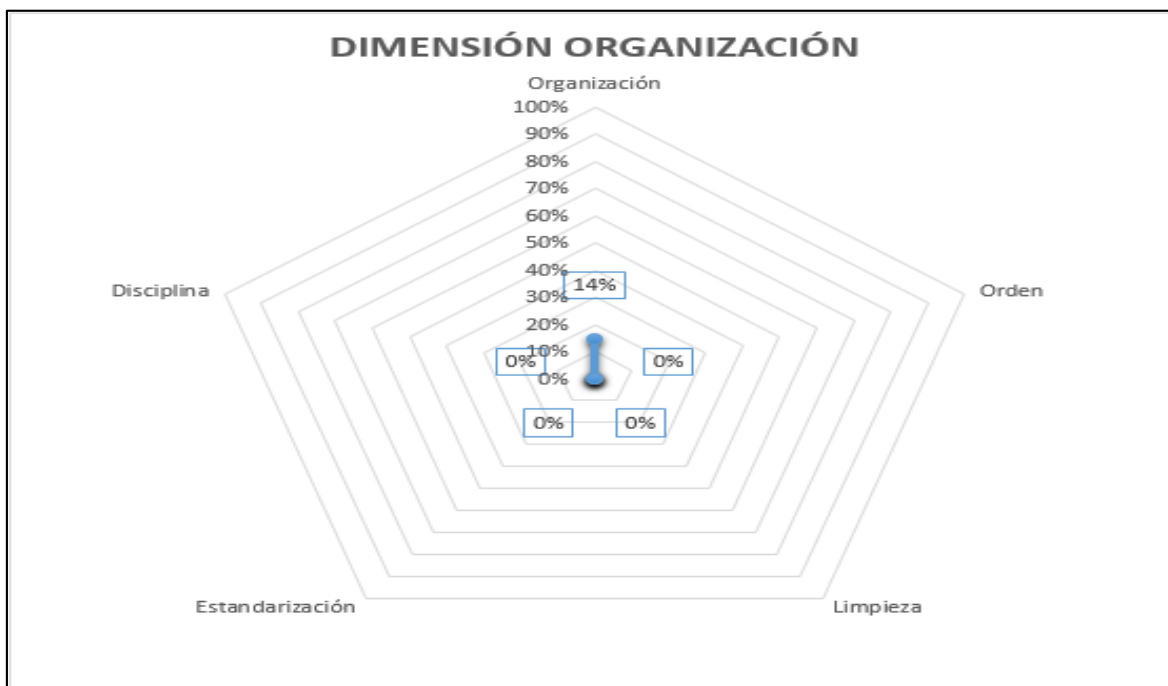 DIMENSIÓN ORGANIZACIÓN
Organización
100%
90%
80%
70%
60%
50%
40%
14%
30%
20%
10%
0%
0%
0%
0%
0%
Disciplina
Orden
Estandarización
Limpieza